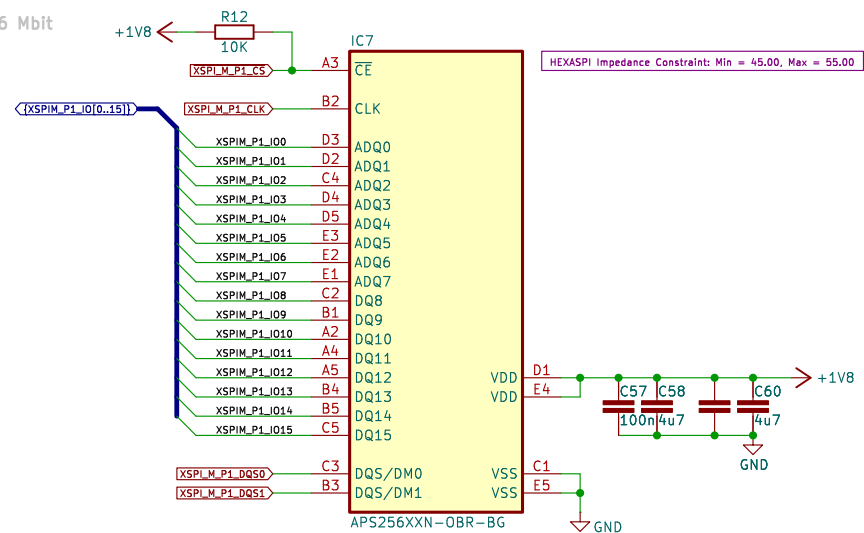 6 Mbit
R12
+1V8
10K
IC7
XSPI_M_P1_CS A3 CE
HEXASPI Impedance Constraint: Min = 45.00, Max = 55.00
{XSPIM_P1_IO[0..15]} XSPI_M_P1_CLK B2 CLK
XSPIM_P1_IO0 D3 ADQ0
XSPIM_P1_IO1 D2 ADQ1
XSPIM_P1_IO2 C4 ADQ2
XSPIM_P1_IO3 D4 ADQ3
XSPIM_P1_IO4 D5 ADQ4
XSPIM_P1_IO5 E3 ADQ5
XSPIM_P1_IO6 E2 ADQ6
XSPIM_P1_IO7 E1 ADQ7
XSPIM_P1_IO8 C2 DQ8
XSPIM_P1_IO9 B1 DQ9
XSPIM_P1_IO10 A2 DQ10
XSPIM_P1_IO11 A4 DQ11
XSPIM_P1_IO12 A5 DQ12
XSPIM_P1_IO13 B4 DQ13
XSPIM_P1_IO14 B5 DQ14
XSPIM_P1_IO15 C5 DQ15
VDD D1 +1V8
VDD E4
C57 C58 C60
100n 4u7 4u7
GND
XSPI_M_P1_DQS0 C3 DQS/DM0
XSPI_M_P1_DQS1 B3 DQS/DM1
VSS C1
VSS E5
APS256XXN-OBR-BG
GND